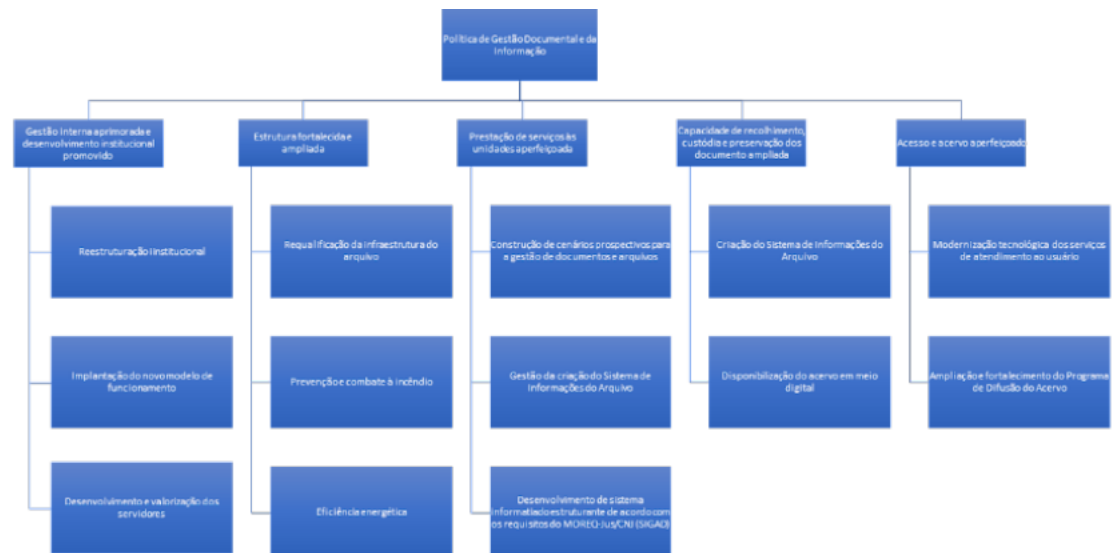 Política de Gestão Documental e da
Informação
Gestão interna aprimorada e
desenvolvimento institucional
promovido
Estrutura fortalecida e
ampliada
Prestação de serviços às
unidades aperfeiçoada
Capacidade de recolhimento,
custódia e preservação dos
documento ampliada
Acesso e acervo aperfeiçoado
Reestruturação Iinstitucional
Requalificação da infraestrutura do
arquivo
Construção de cenários prospectivos para
a gestão de documentos e arquivos
Criação do Sistema de Informações do
Arquivo
Modernização tecnológica dos serviços
de atendimento ao usuário
Implantação do novo modelo de
funcionamento
Prevenção e combate à incêndio
Gestão da criação do Sistema de
Informações do Arquivo
Disponibilização do acervo em meio
digital
Ampliação e fortalecimento do Programa
de Difusão do Acervo
Desenvolvimento e valorização dos
servidores
Eficiência energética
Desenvolvimento de sistema
informatiado estruturante de acordo com
os requisitos do MOREQ-Jus/CNJ (SIGAD)